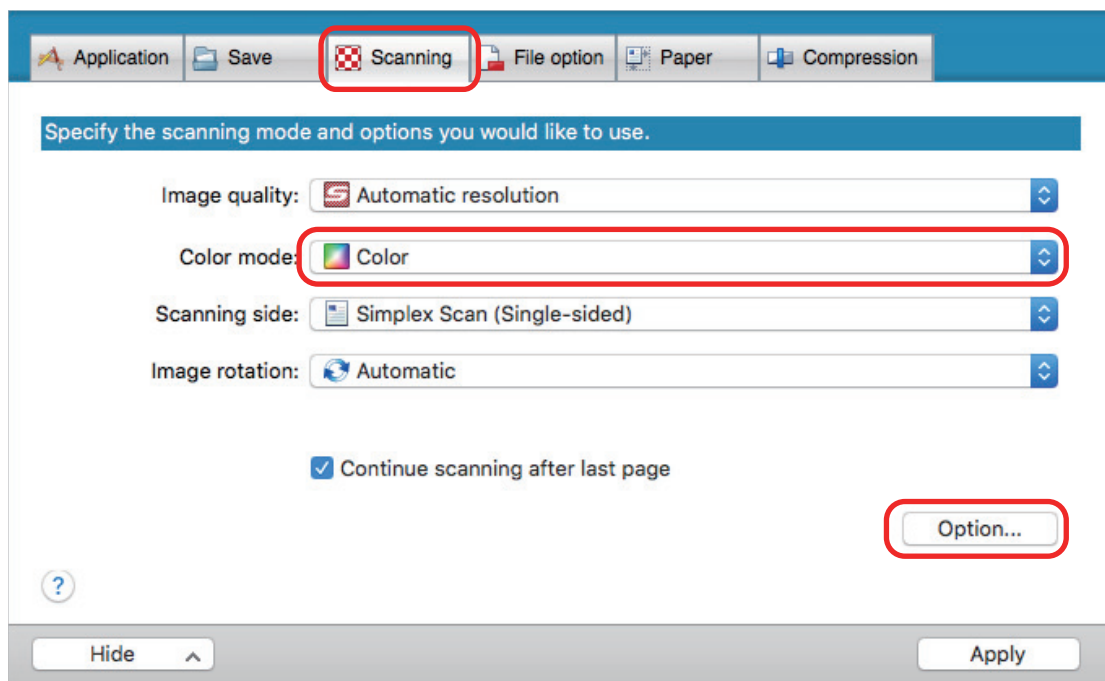 Application Save Scanning File option Paper Compression
Specify the scanning mode and options you would like to use.
Image quality: Automatic resolution
Color mode: Color
Scanning side: Simplex Scan (Single-sided)
Image rotation: Automatic
Continue scanning after last page
Option...
?
Hide Apply